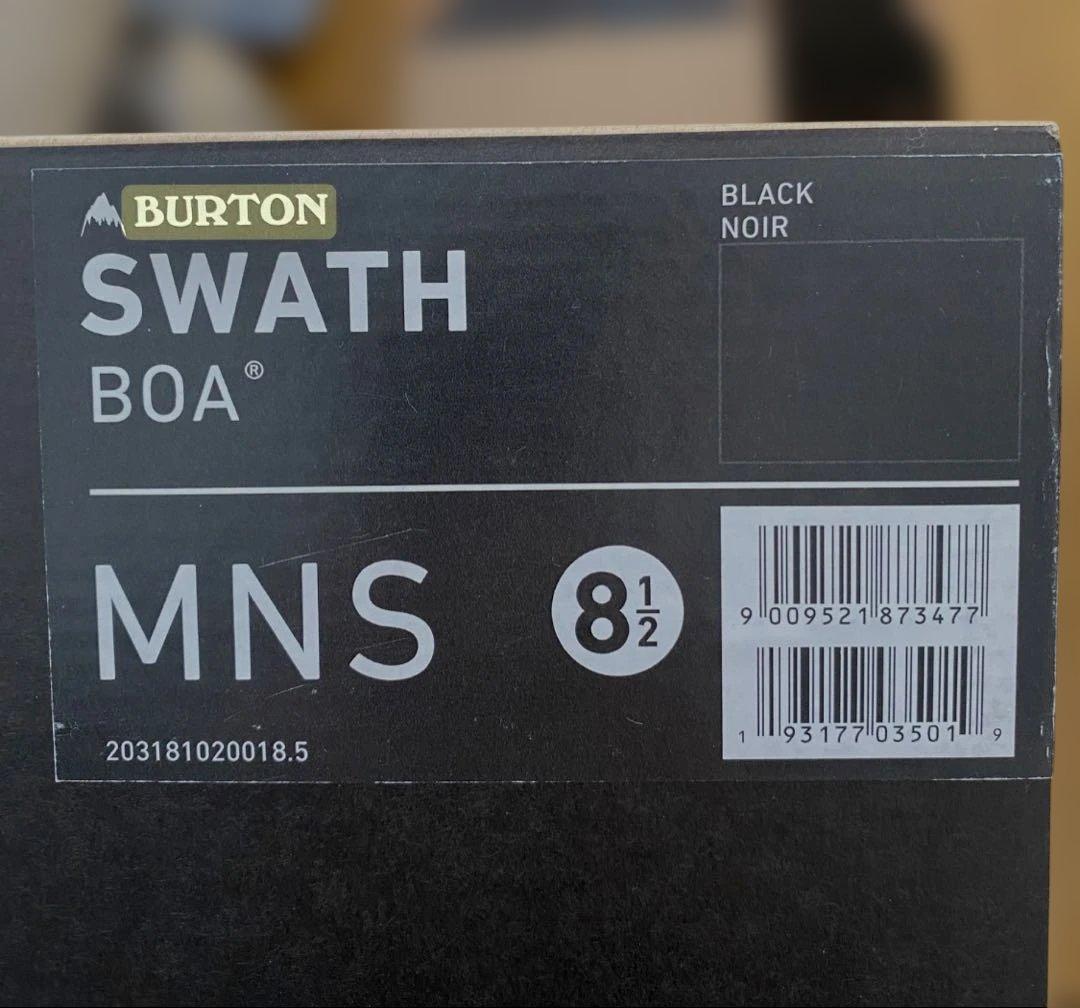 BURTON
SWATH
BOA®
BLACK
NOIR
MNS
8 1/2
9 009521 873477
1 93177 03501 9
203181020018.5